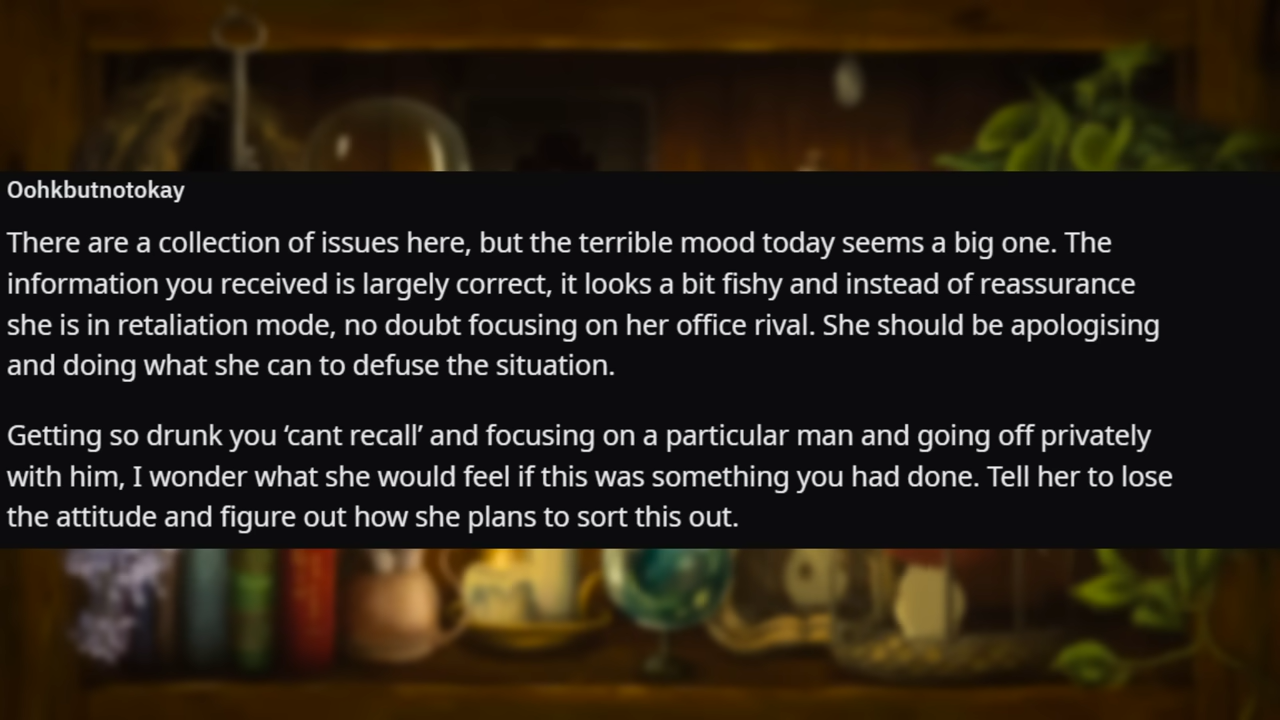 Oohkbutnotokay
There are a collection of issues here, but the terrible mood today seems a big one. The
information you received is largely correct, it looks a bit fishy and instead of reassurance
she is in retaliation mode, no doubt focusing on her office rival. She should be apologising
and doing what she can to defuse the situation.
Getting so drunk you ‘cant recall’ and focusing on a particular man and going off privately
with him, I wonder what she would feel if this was something you had done. Tell her to lose
the attitude and figure out how she plans to sort this out.